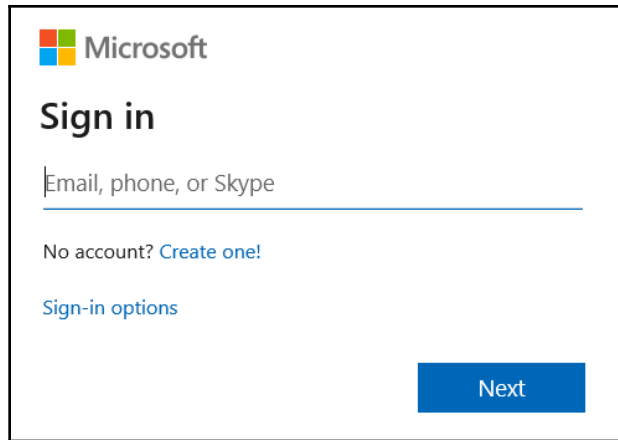 Microsoft
Sign in
Email, phone, or Skype
No account? Create one!
Sign-in options
Next